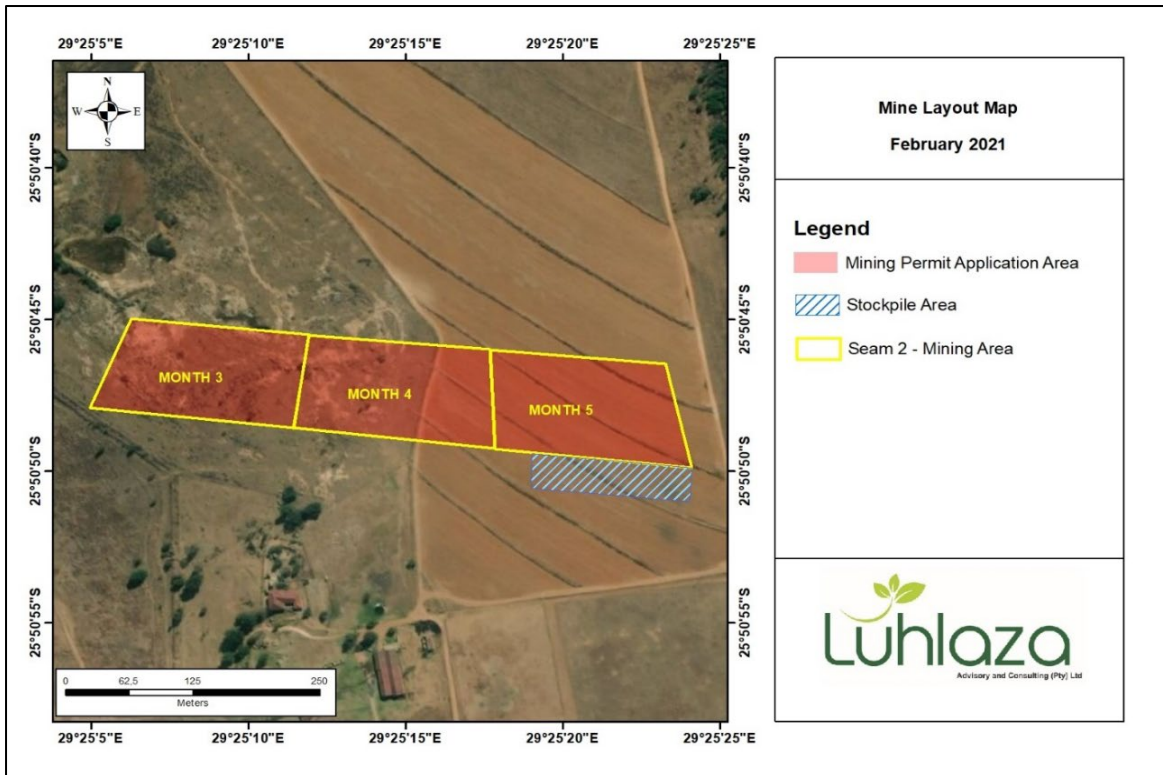 29°25'5"E 29°25'10"E 29°25'15"E 29°25'20"E 29°25'25"E
N
W E
S
25°50'40"S 25°50'40"S
25°50'45"S 25°50'45"S
25°50'50"S 25°50'50"S
25°50'55"S 25°50'55"S
MONTH 3
MONTH 4
MONTH 5
0 62.5 125 250
Meters
29°25'5"E 29°25'10"E 29°25'15"E 29°25'20"E 29°25'25"E
Mine Layout Map
February 2021
Legend
Mining Permit Application Area
Stockpile Area
Seam 2 - Mining Area
Luhlaza
Advisory and Consulting (Pty) Ltd